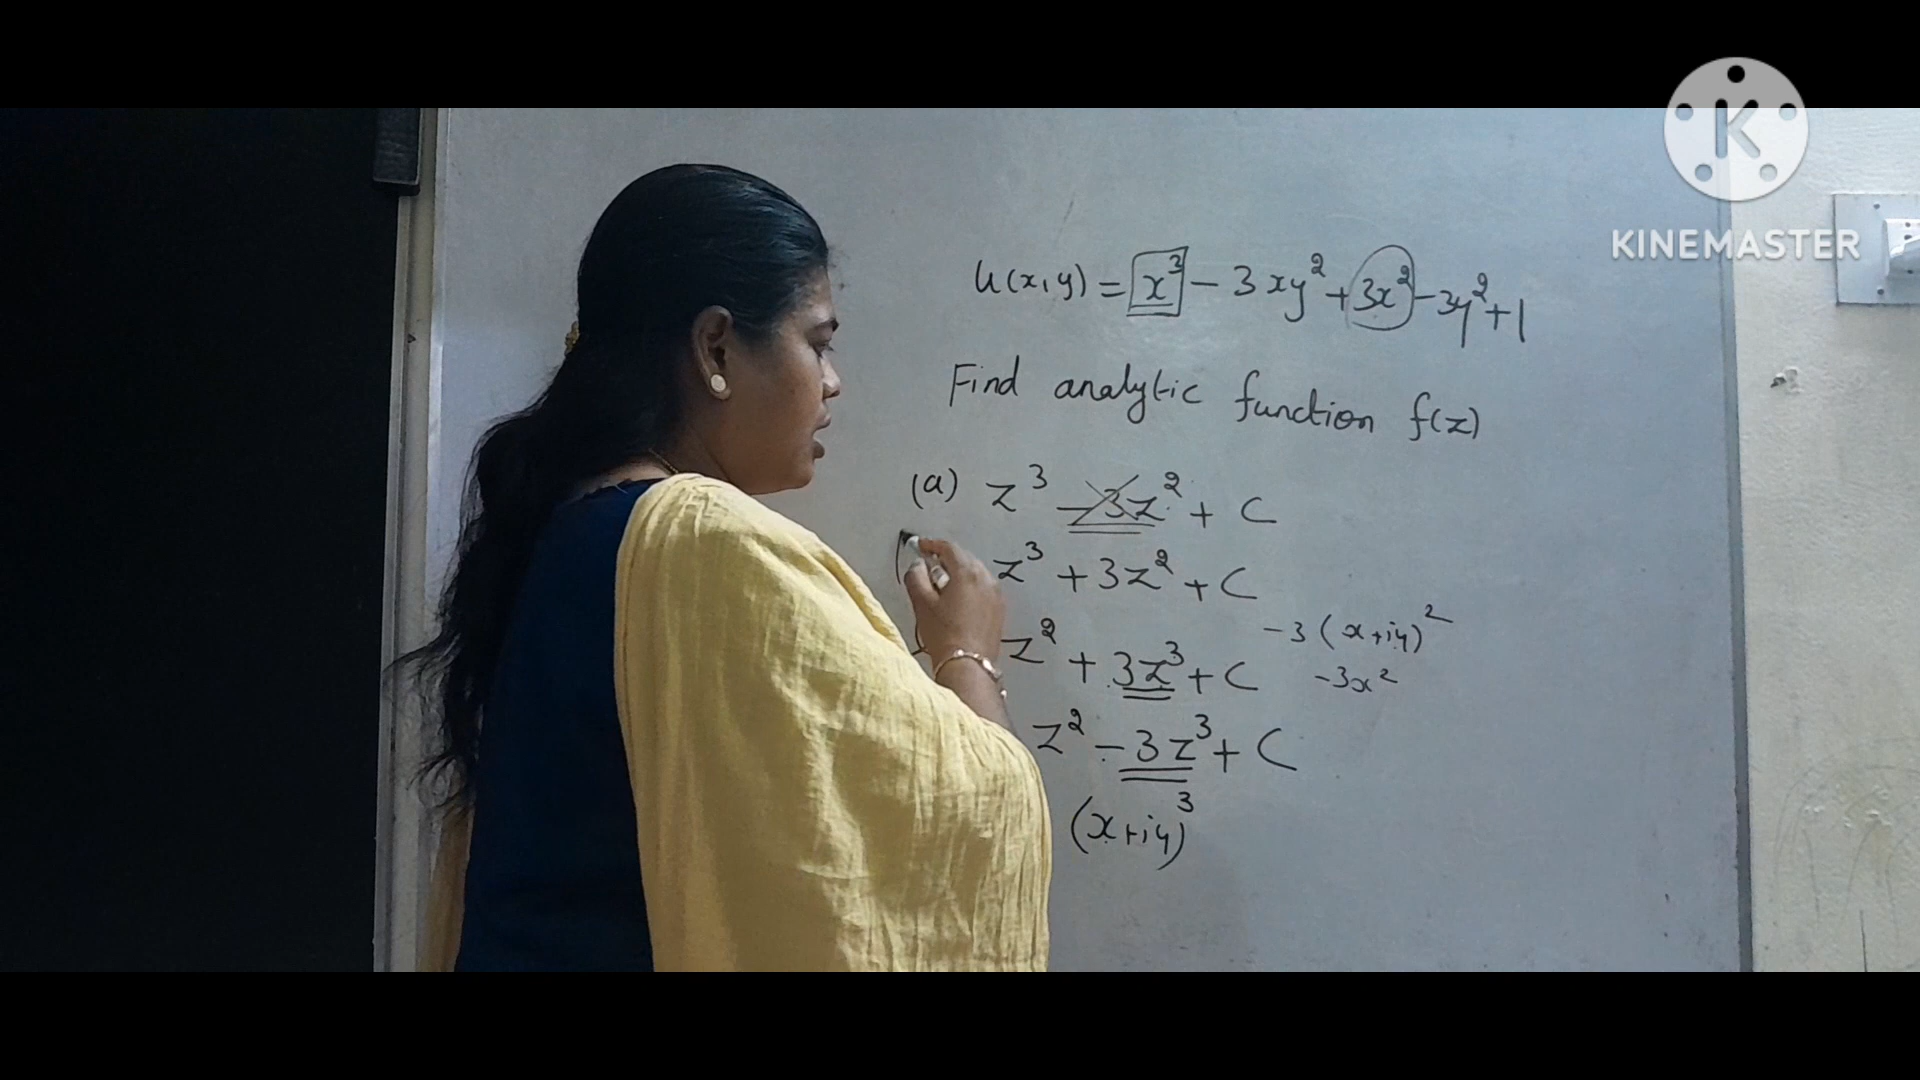 K
KINEMASTER
u(x,y) = x³ - 3xy² + 3x² - 3y² + 1
Find analytic function f(z)
(a) z³ - 3z² + C
z³ + 3z² + C
z² + 3z³ + C
-3(x+iy)²
-3x²
z² - 3z³ + C
(x+iy)³